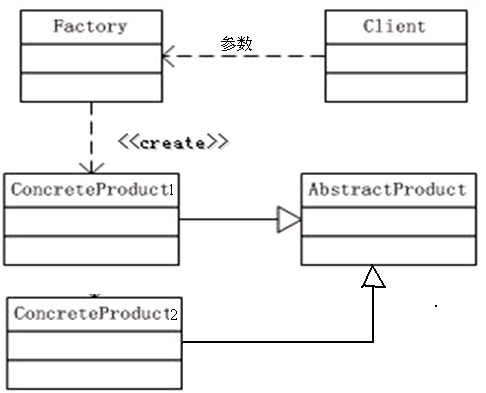 Factory
Client
参数
<<create>>
ConcreteProduct1
AbstractProduct
ConcreteProduct2